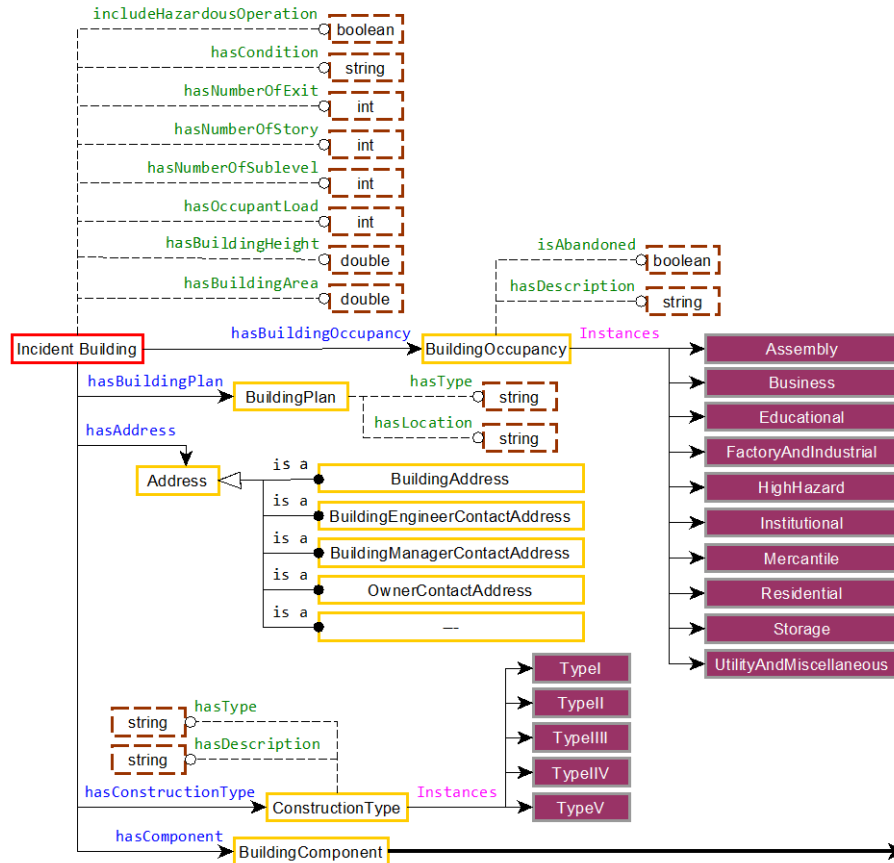 includeHazardousOperation
boolean
hasCondition
string
hasNumberOfExit
int
hasNumberOfStory
int
hasNumberOfSublevel
int
hasOccupantLoad
int
hasBuildingHeight
double
hasBuildingArea
double
isAbandoned
boolean
hasDescription
string
Incident Building
hasBuildingOccupancy
BuildingOccupancy
Instances
Assembly
Business
Educational
FactoryAndIndustrial
HighHazard
Institutional
Mercantile
Residential
Storage
UtilityAndMiscellaneous
hasBuildingPlan
BuildingPlan
hasType
string
hasLocation
string
hasAddress
Address
is a
BuildingAddress
is a
BuildingEngineerContactAddress
is a
BuildingManagerContactAddress
is a
OwnerContactAddress
is a
----
hasType
string
hasDescription
string
hasConstructionType
ConstructionType
Instances
TypeI
TypeII
TypeIIII
TypeIIV
TypeV
hasComponent
BuildingComponent